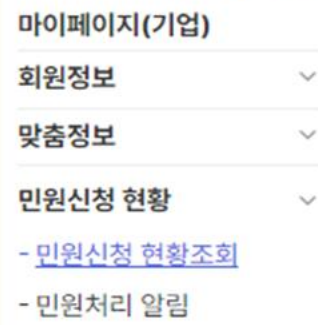 마이페이지(기업)
회원정보
맞춤정보
민원신청 현황
- 민원신청 현황조회
- 민원처리 알림